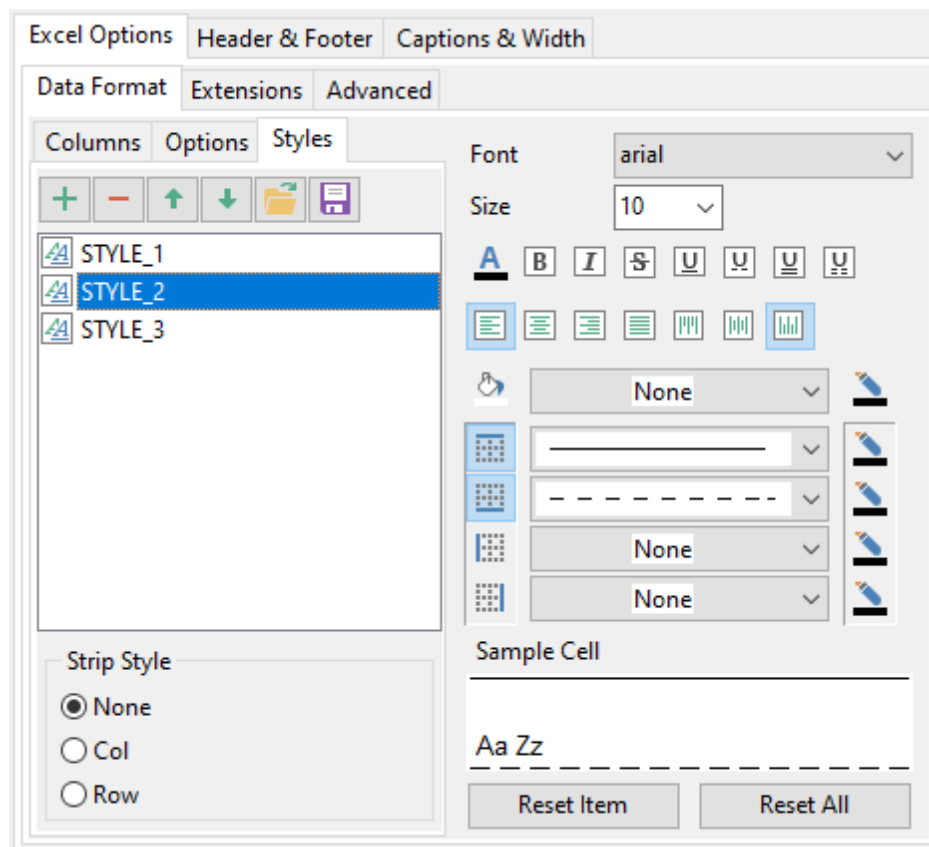 Excel Options Header & Footer Captions & Width
Data Format Extensions Advanced
Columns Options Styles
Font arial
Size 10
STYLE_1
STYLE_2
STYLE_3
A B I S U U U U
None
None
None
Sample Cell
Aa Zz
Strip Style
None
Col
Row
Reset Item Reset All